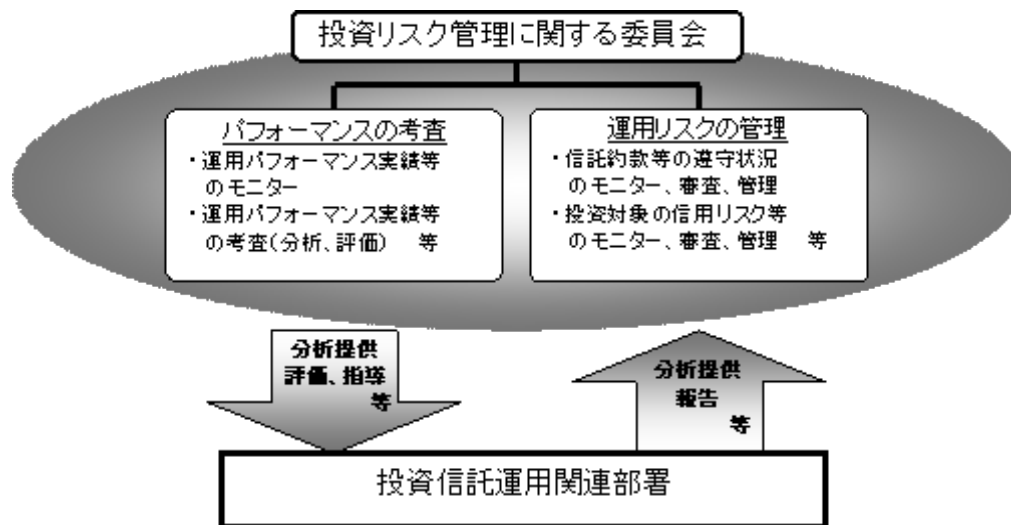 投資リスク管理に関する委員会
パフォーマンスの考査
・運用パフォーマンス実績等
のモニター
・運用パフォーマンス実績等
の考査(分析、評価) 等
運用リスクの管理
・信託約款等の遵守状況
のモニター、審査、管理
・投資対象の信用リスク等
のモニター、審査、管理 等
分析提供
評価、指導
等
分析提供
報告
等
投資信託運用関連部署